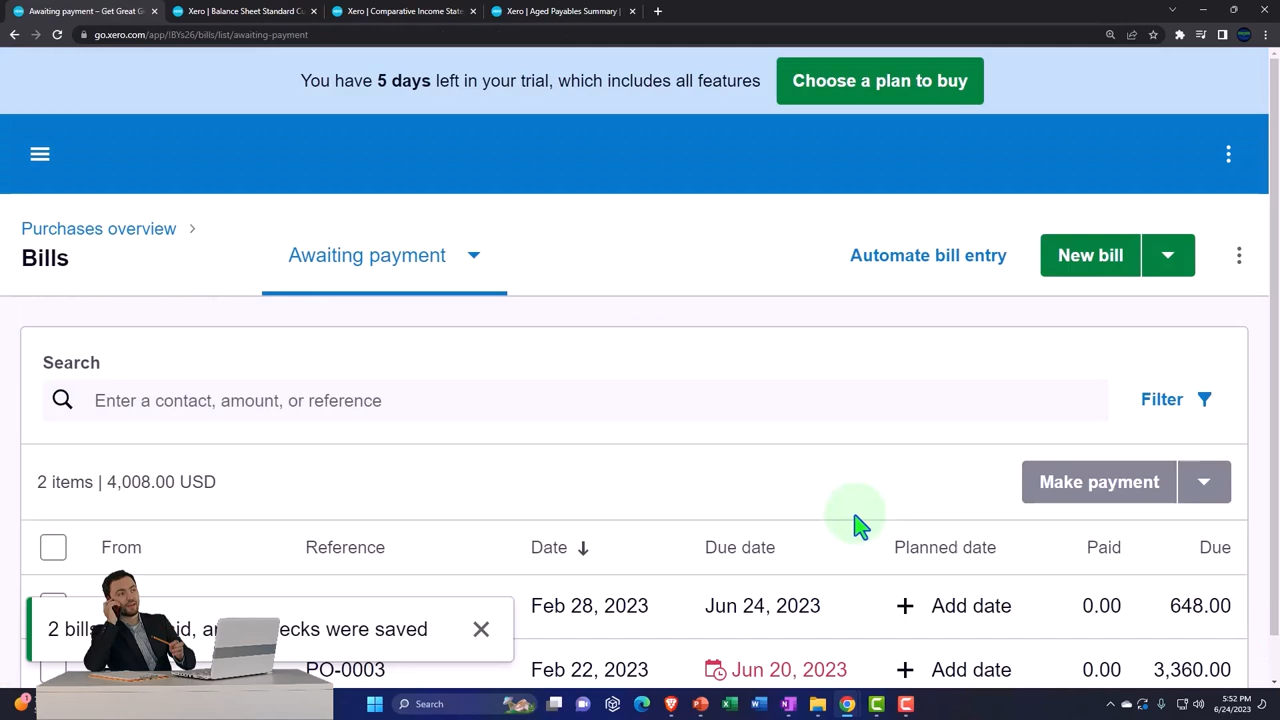 Awaiting payment – Get Great G
Xero | Balance Sheet Standard C
Xero | Comparative Income State
Xero | Aged Payables Summary |
go.xero.com/app/!BYs26/bills/list/awaiting-payment
You have 5 days left in your trial, which includes all features
Choose a plan to buy
Purchases overview
Bills
Awaiting payment
Automate bill entry
New bill
Search
Enter a contact, amount, or reference
Filter
2 items | 4,008.00 USD
Make payment
From Reference Date Due date Planned date Paid Due
Feb 28, 2023 Jun 24, 2023 Add date 0.00 648.00
2 bills ecks were saved
PO-0003 Feb 22, 2023 Jun 20, 2023 Add date 0.00 3,360.00
Search
5:52 PM
6/24/2023